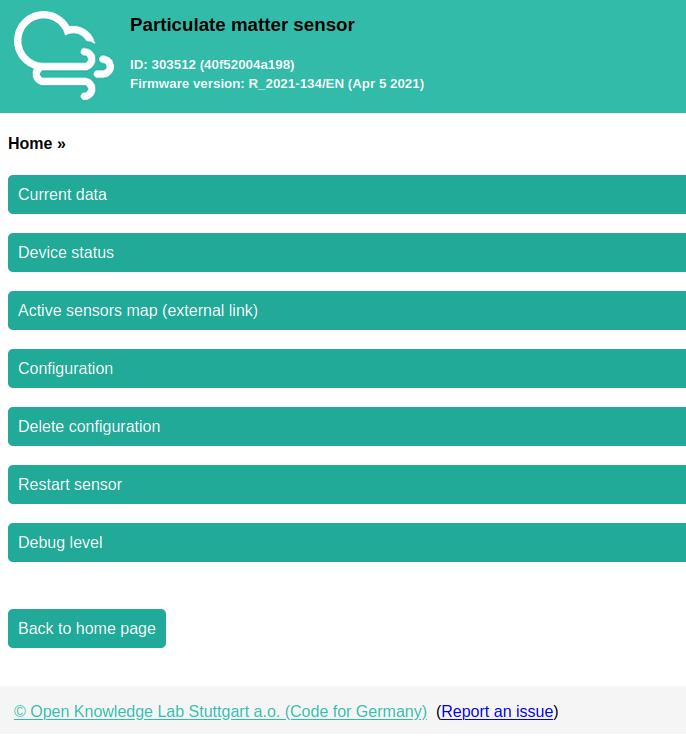 Particulate matter sensor
ID: 303512 (40f52004a198)
Firmware version: R_2021-134/EN (Apr 5 2021)
Home »
Current data
Device status
Active sensors map (external link)
Configuration
Delete configuration
Restart sensor
Debug level
Back to home page
© Open Knowledge Lab Stuttgart a.o. (Code for Germany) (Report an issue)